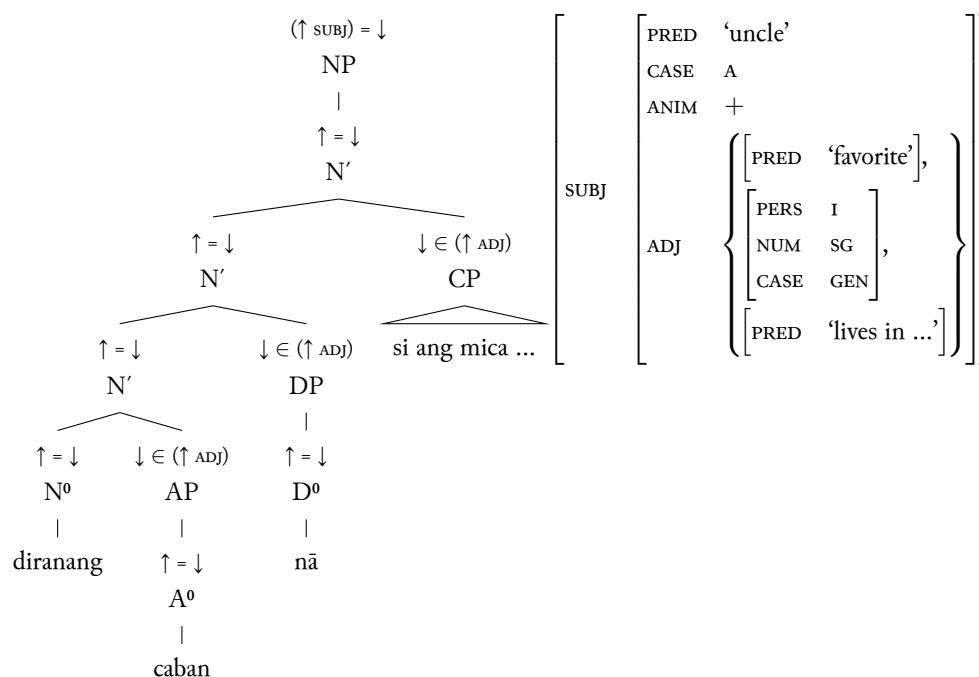 (↑ SUBJ) = ↓
NP
↑ = ↓
N′
↑ = ↓ ↓ ∈ (↑ ADJ)
N′ CP
↑ = ↓ ↓ ∈ (↑ ADJ) si ang mica ...
N′ DP
↑ = ↓ ↓ ∈ (↑ ADJ) ↑ = ↓
N⁰ AP D⁰
diranang ↑ = ↓ nā
A⁰
caban
SUBJ
PRED ‘uncle’
CASE A
ANIM +
ADJ
PRED ‘favorite’,
PERS I
NUM SG,
CASE GEN
PRED ‘lives in ...’